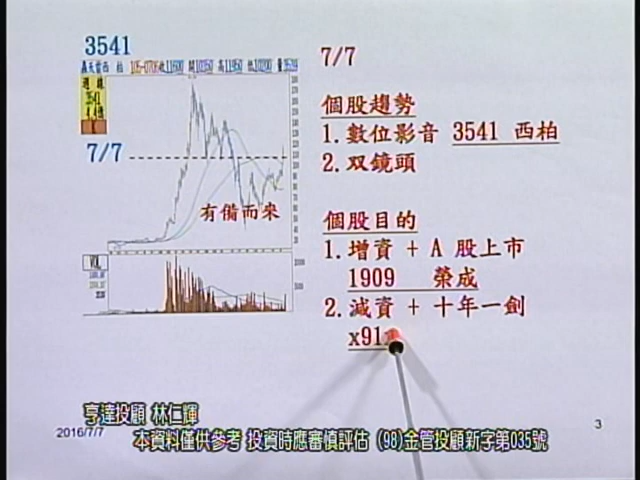 3541
7/7
7/7
個股趨勢
1. 數位影音 3541 西柏
2. 双鏡頭
有備而來
個股目的
1. 增資 + A 股上市
1909 榮成
2. 減資 + 十年一劍
x91
VOL
亨達投顧 林仁輝
2016/7/7
本資料僅供參考 投資時應審慎評估 (98)金管投顧新字第035號
3